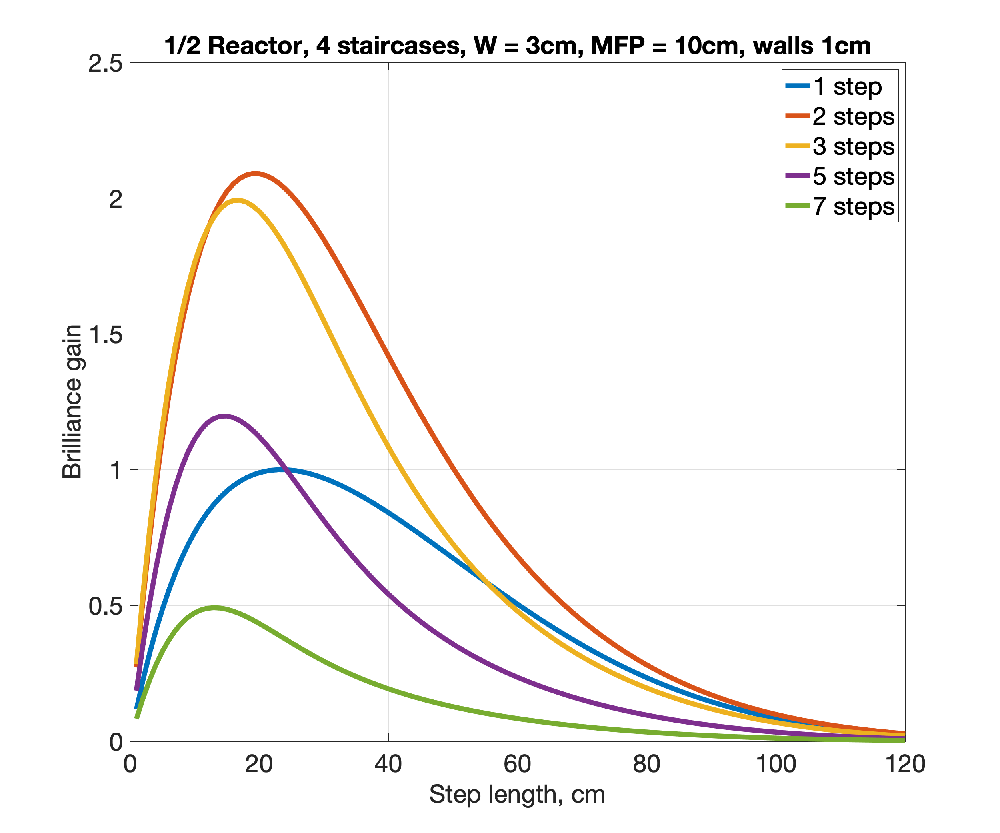 1/2 Reactor, 4 staircases, W = 3cm, MFP = 10cm, walls 1cm
2.5
2
1.5
1
0.5
0
Brilliance gain
1 step
2 steps
3 steps
5 steps
7 steps
0 20 40 60 80 100 120
Step length, cm